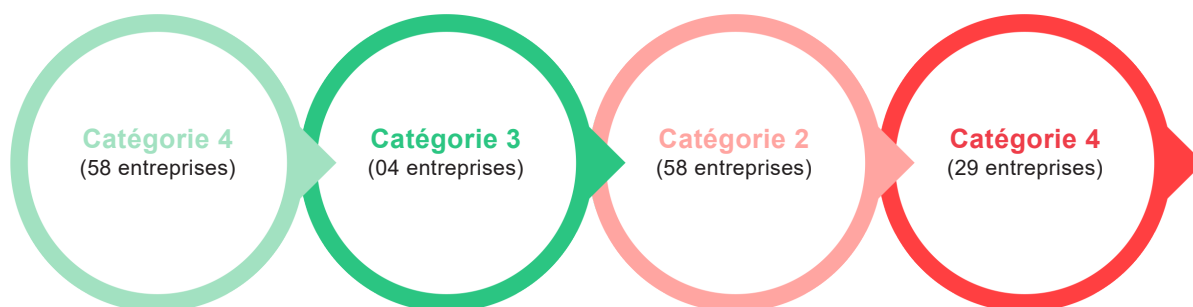 Catégorie 4
(58 entreprises)
Catégorie 3
(04 entreprises)
Catégorie 2
(58 entreprises)
Catégorie 4
(29 entreprises)